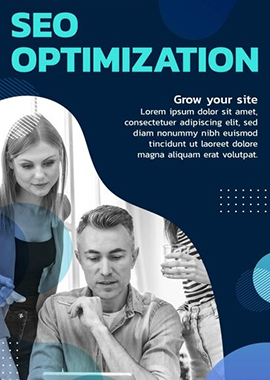 SEO
OPTIMIZATION
Grow your site
Lorem ipsum dolor sit amet,
consectetuer adipiscing elit, sed
diam nonummy nibh euismod
tincidunt ut laoreet dolore
magna aliquam erat volutpat.